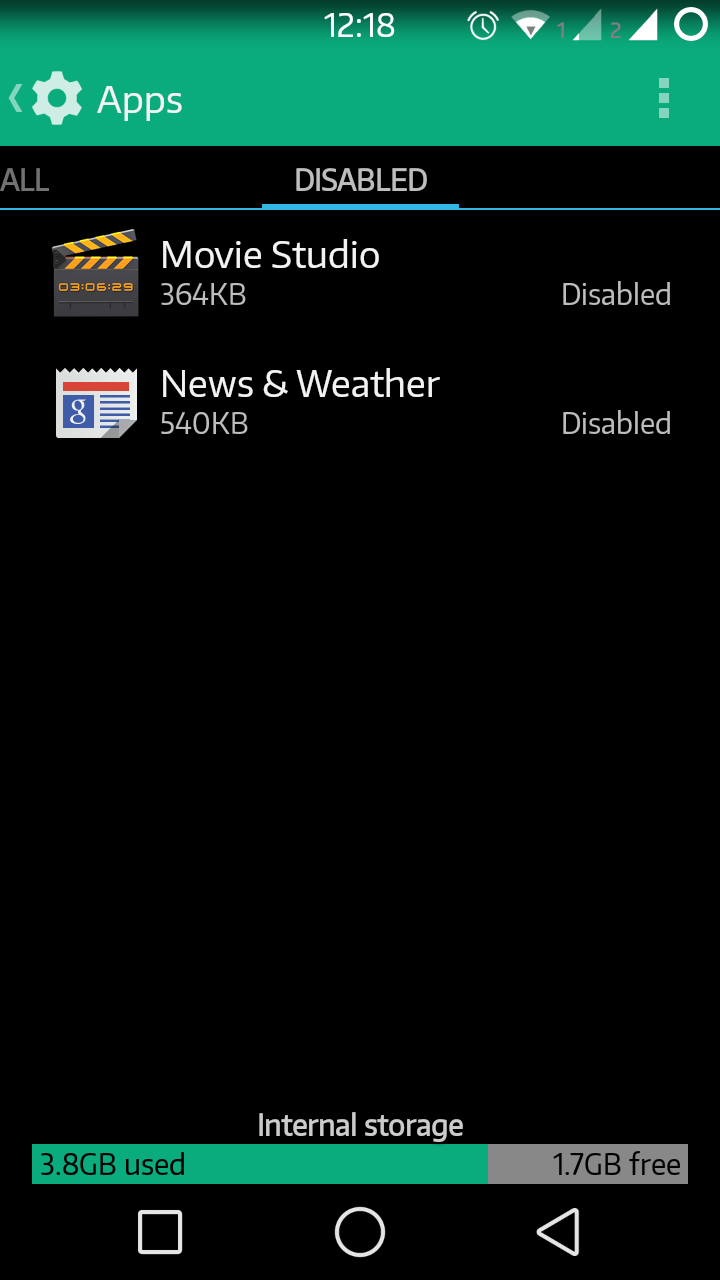 12:18
1
2
Apps
ALL
DISABLED
03:06:29
Movie Studio
364KB
Disabled
g
News & Weather
540KB
Disabled
Internal storage
3.8GB used
1.7GB free